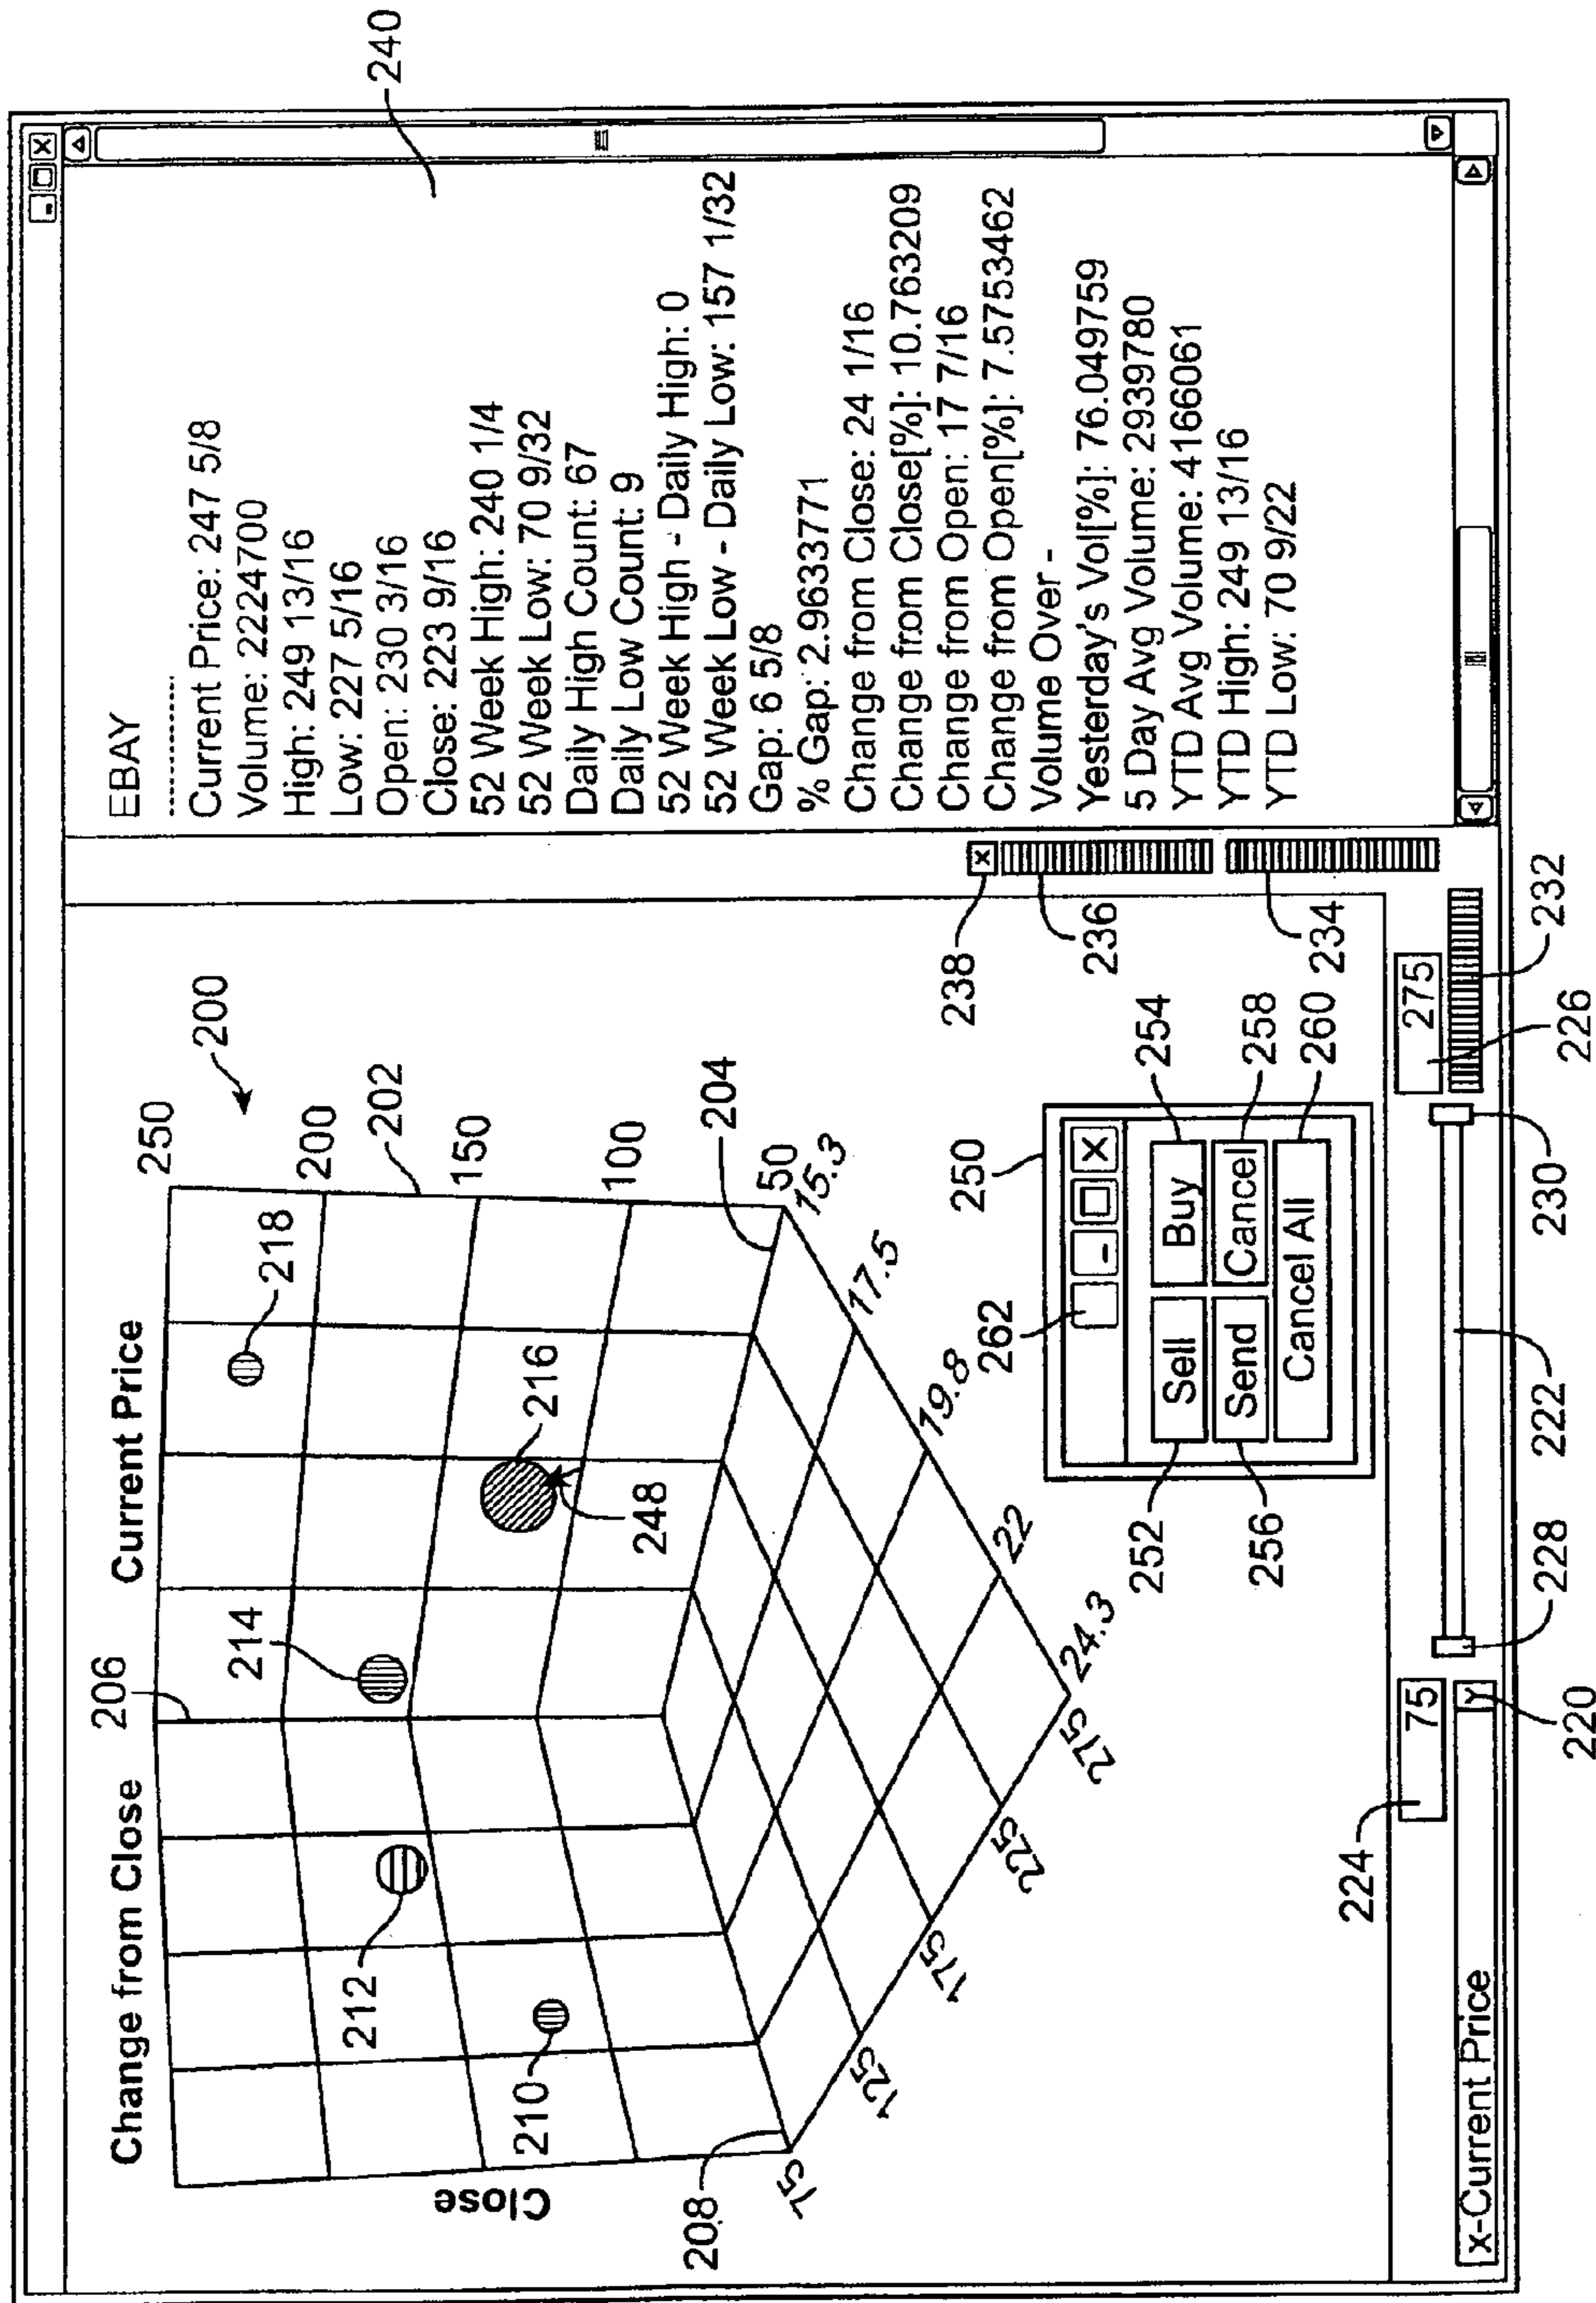 Change from Close
206
Current Price
250
200
200
218
202
150
216
214
212
100
248
204
210
50
15.3
Close
208
75
125
175
225
275
24.3
22
19.8
17.5
250
262
Sell
Buy
Send
Cancel
Cancel All
252
254
256
258
260
238
236
234
224
75
275
x-Current Price
Y
220
228
222
230
226
232
EBAY
Current Price: 247 5/8
Volume: 2224700
High: 249 13/16
Low: 227 5/16
Open: 230 3/16
Close: 223 9/16
52 Week High: 240 1/4
52 Week Low: 70 9/32
Daily High Count: 67
Daily Low Count: 9
52 Week High - Daily High: 0
52 Week Low - Daily Low: 157 1/32
Gap: 6 5/8
% Gap: 2.9633771
Change from Close: 24 1/16
Change from Close[%]: 10.763209
Change from Open: 17 7/16
Change from Open[%]: 7.5753462
Volume Over -
Yesterday's Vol[%]: 76.049759
5 Day Avg Volume: 2939780
YTD Avg Volume: 4166061
YTD High: 249 13/16
YTD Low: 70 9/22
240